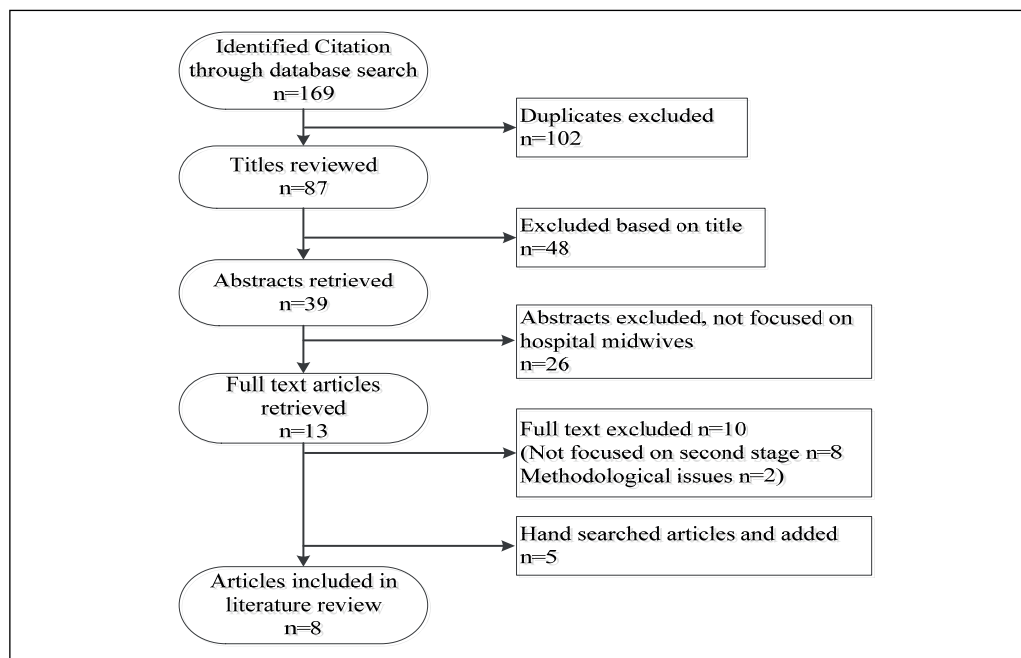 Identified Citation
through database search
n=169
Duplicates excluded
n=102
Titles reviewed
n=87
Excluded based on title
n=48
Abstracts retrieved
n=39
Abstracts excluded, not focused on
hospital midwives
n=26
Full text articles
retrieved
n=13
Full text excluded n=10
(Not focused on second stage n=8
Methodological issues n=2)
Hand searched articles and added
n=5
Articles included in
literature review
n=8